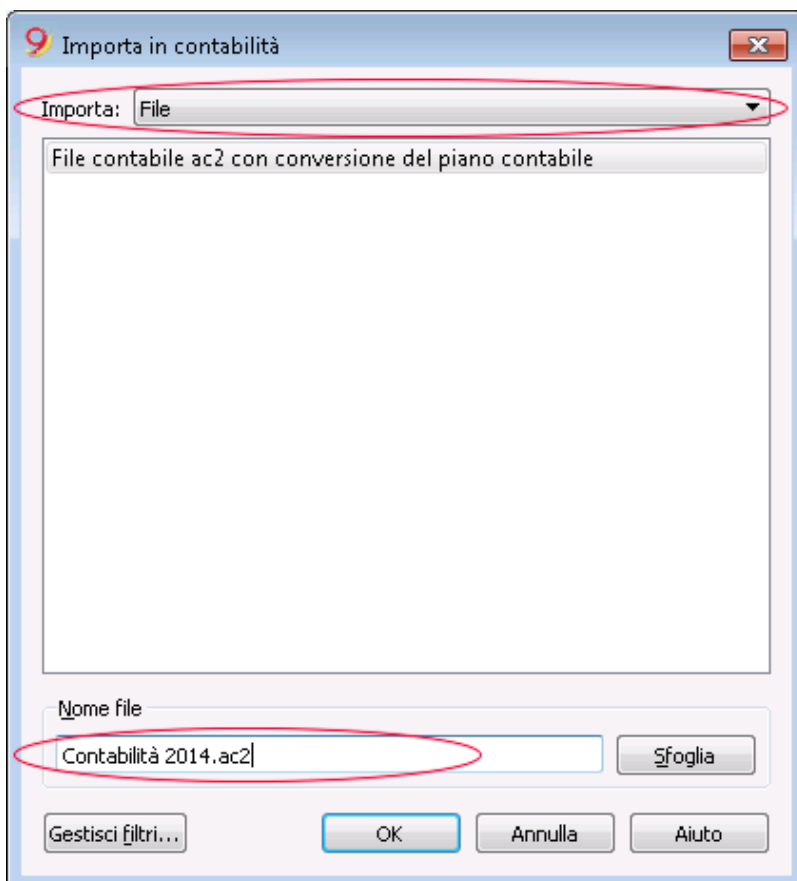 Importa in contabilità
Importa: File
File contabile ac2 con conversione del piano contabile
Nome file
Contabilità 2014.ac2
Sfoglia
Gestisci filtri... OK Annulla Aiuto